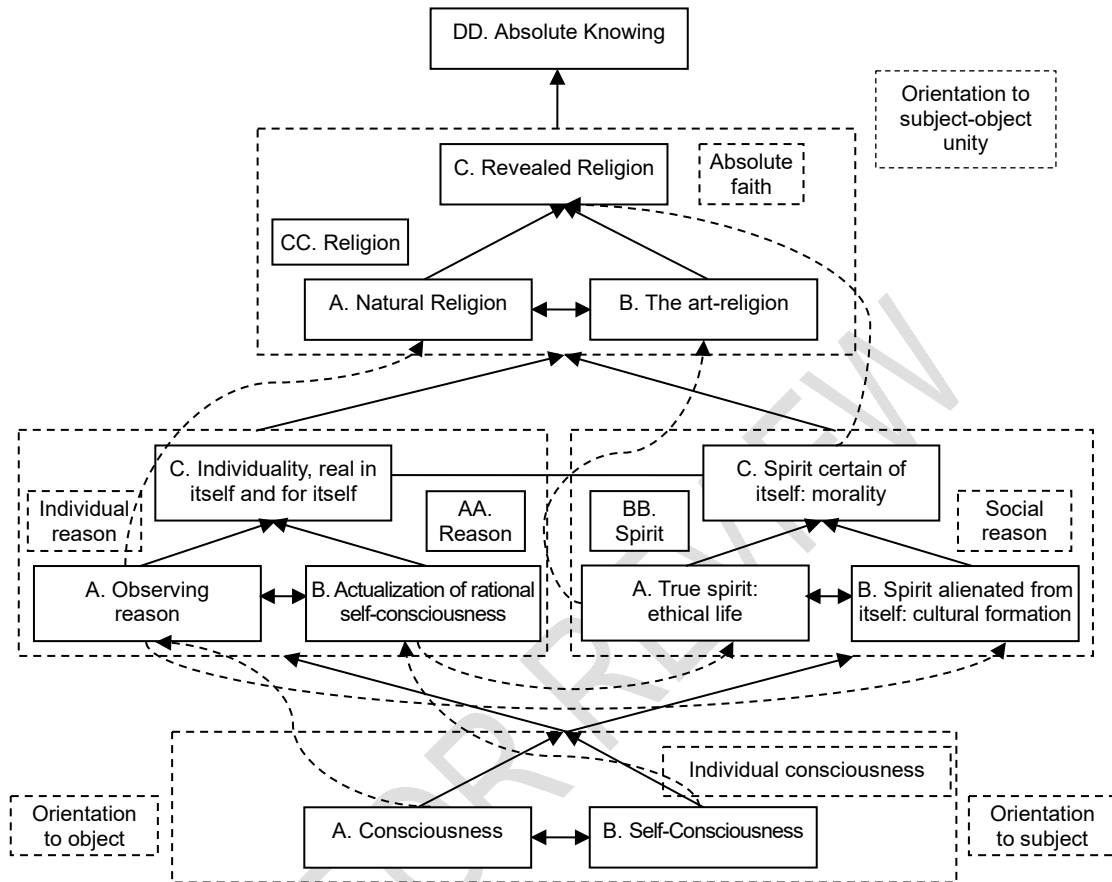 DD. Absolute Knowing
Orientation to
subject-object
unity
C. Revealed Religion
Absolute
faith
CC. Religion
A. Natural Religion
B. The art-religion
C. Individuality, real in
itself and for itself
Individual
reason
AA.
Reason
A. Observing
reason
B. Actualization of rational
self-consciousness
C. Spirit certain of
itself: morality
BB.
Spirit
Social
reason
A. True spirit:
ethical life
B. Spirit alienated from
itself: cultural formation
Individual consciousness
Orientation
to object
A. Consciousness
B. Self-Consciousness
Orientation
to subject
FOR REVIEW